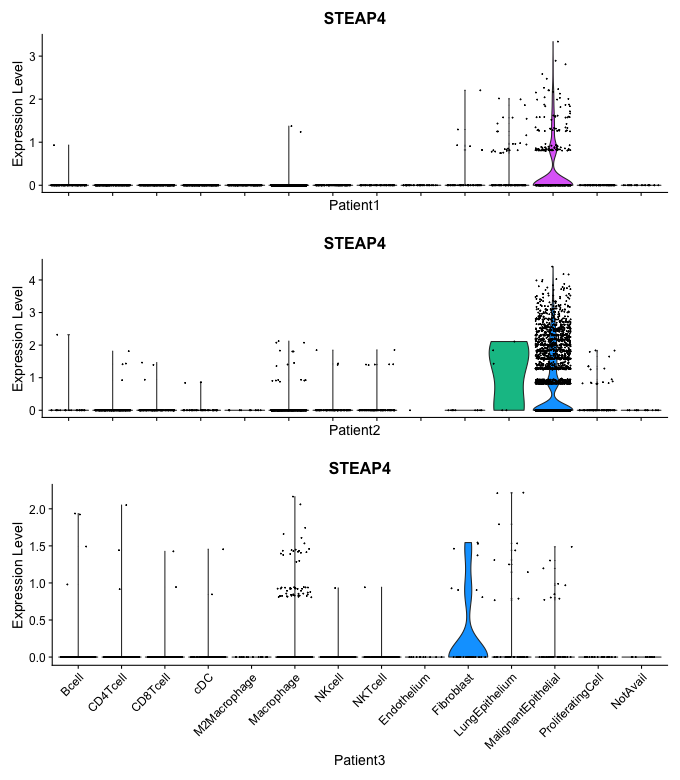 STEAP4
Expression Level
3
2
1
0
Patient1
STEAP4
Expression Level
4
3
2
1
0
Patient2
STEAP4
Expression Level
2.0
1.5
1.0
0.5
0.0
Bcell
CD4Tcell
CD8Tcell
cDC
M2Macrophage
Macrophage
NKcell
NKTcell
Endothelium
Fibroblast
LungEpithelium
MalignantEpithelial
ProliferatingCell
NotAvail
Patient3